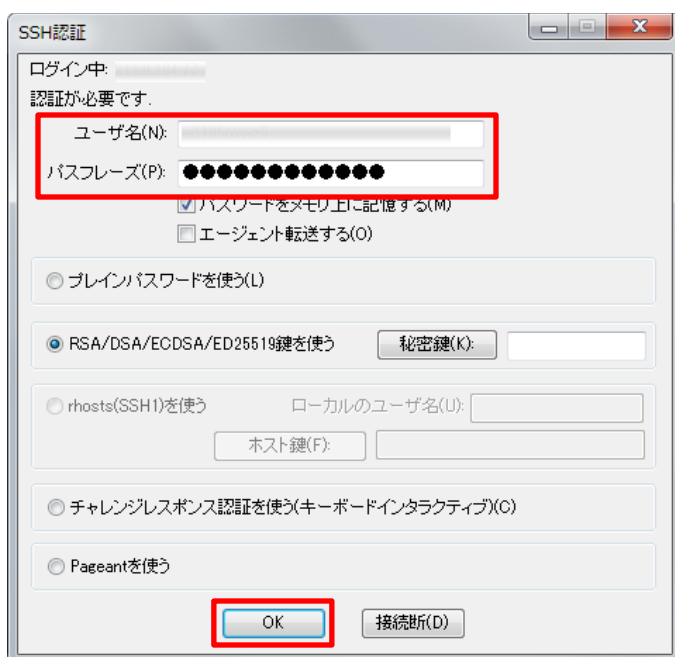 SSH認証
ログイン中:
認証が必要です.
ユーザ名(N):
パスフレーズ(P): ●●●●●●●●●●●●
パスワードをメモリ上に記憶する(M)
エージェント転送する(O)
プレインパスワードを使う(L)
RSA/DSA/ECDSA/ED25519鍵を使う 秘密鍵(K):
rhosts(SSH1)を使う ローカルのユーザ名(U):
ホスト鍵(F):
チャレンジレスポンス認証を使う(キーボードインタラクティブ)(C)
Pageantを使う
OK 接続断(D)